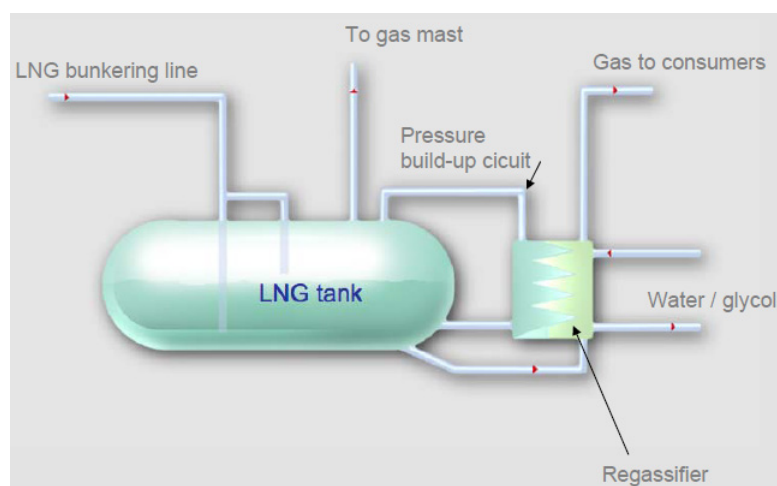 To gas mast
LNG bunkering line
Gas to consumers
Pressure
build-up cicuit
LNG tank
Water / glycol
Regassifier